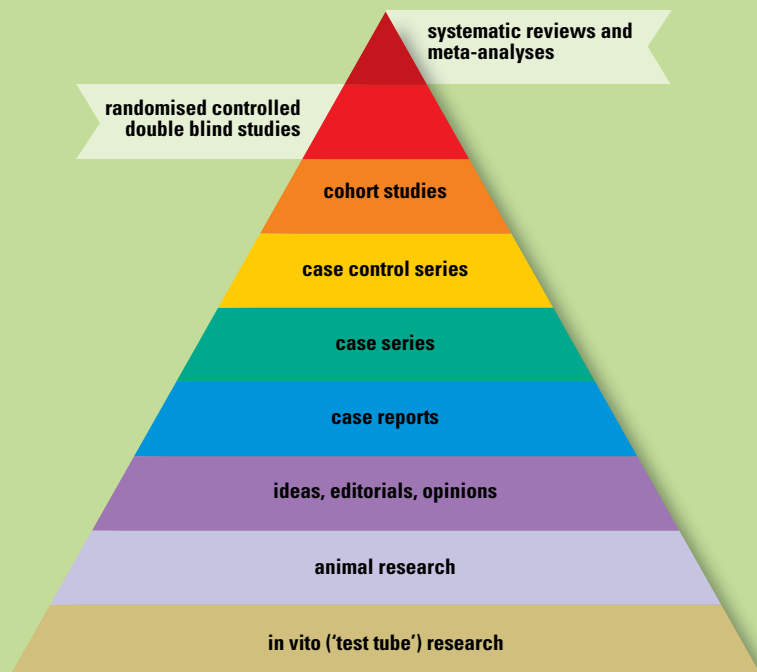 systematic reviews and
meta-analyses
randomised controlled
double blind studies
cohort studies
case control series
case series
case reports
ideas, editorials, opinions
animal research
in vito (‘test tube’) research